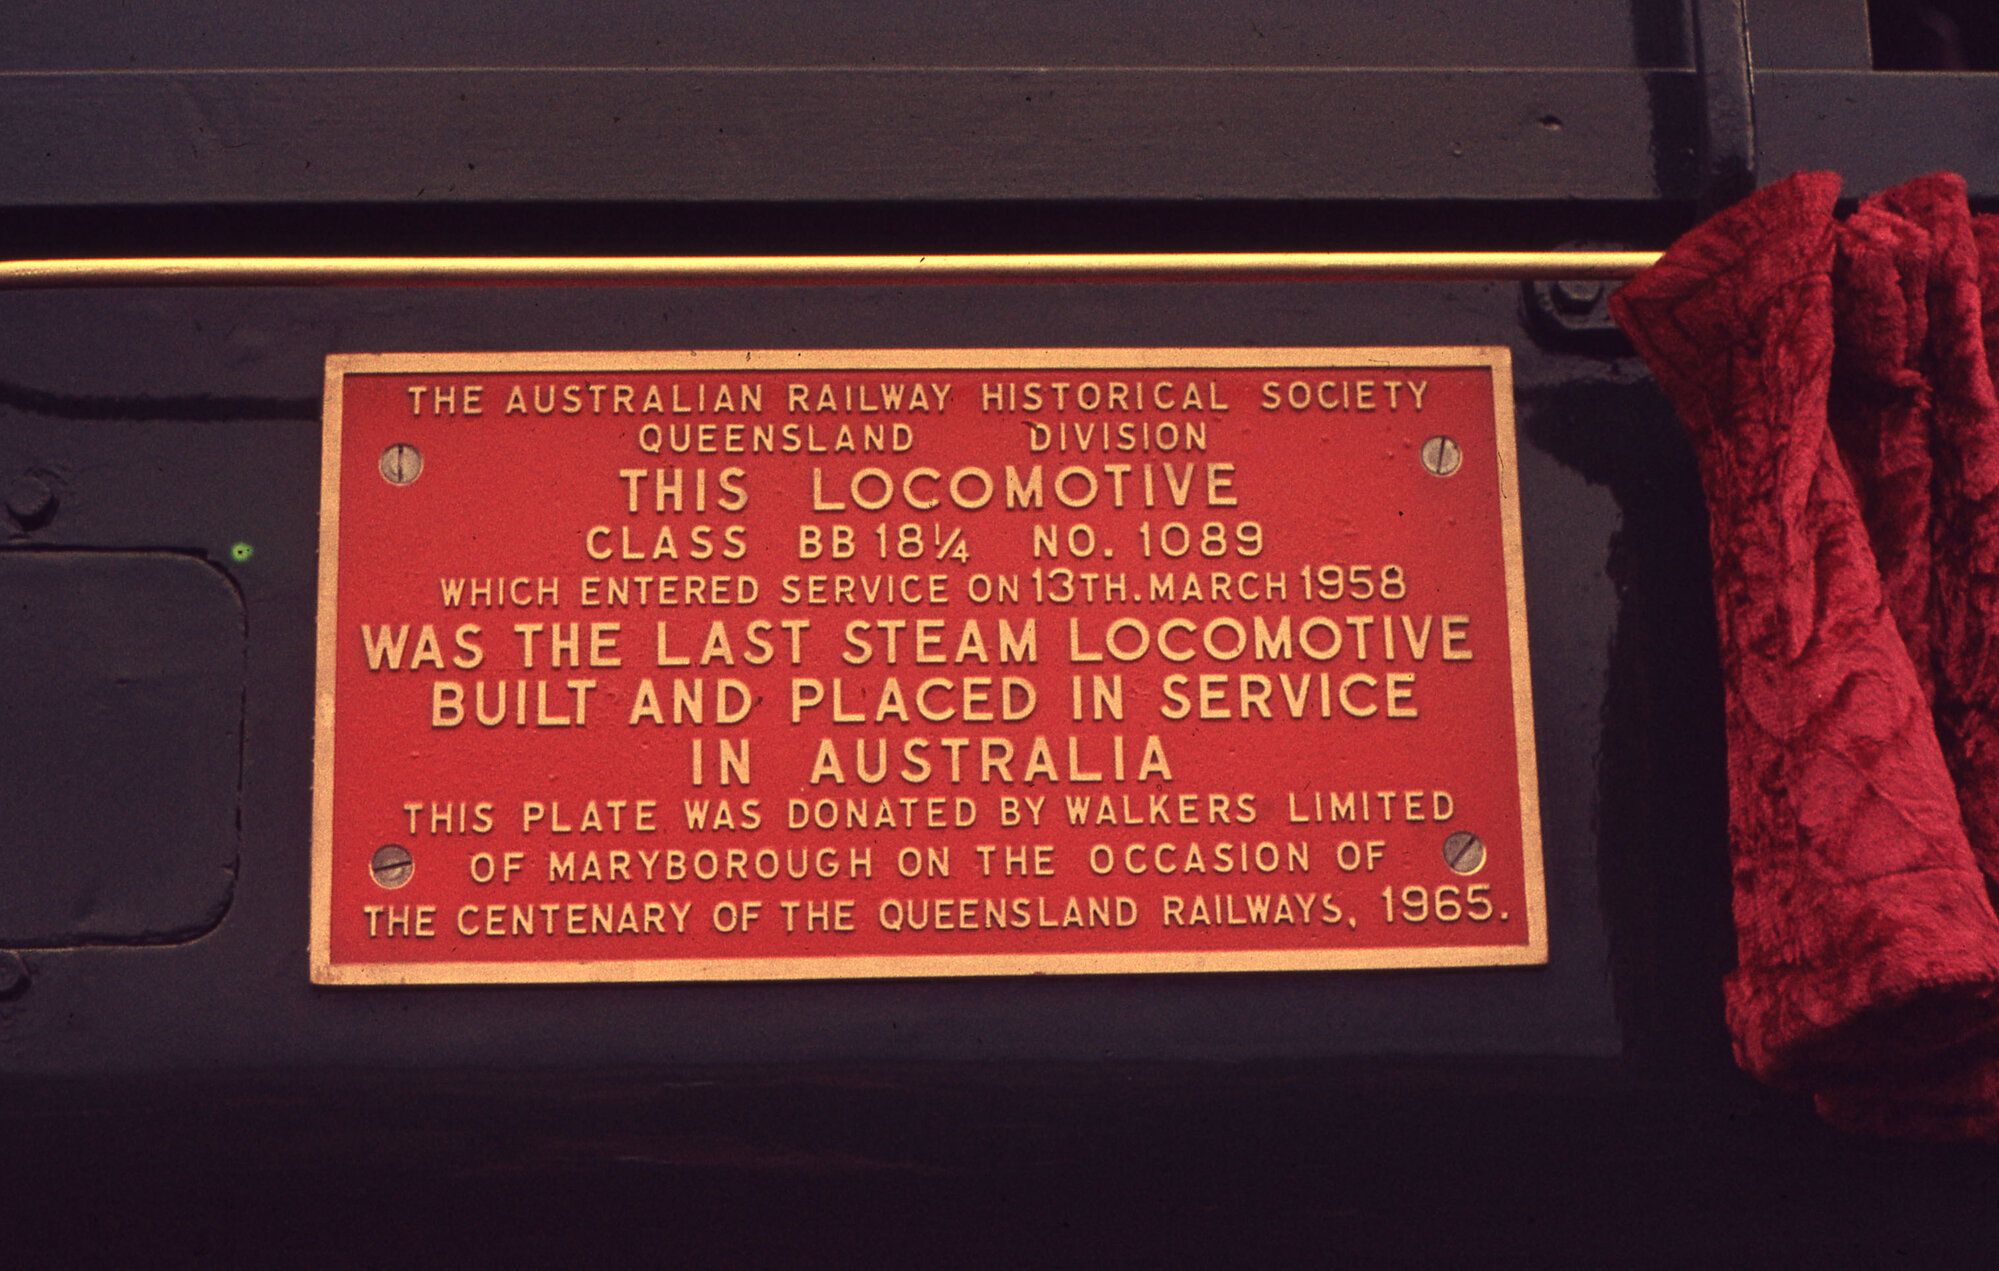 THE AUSTRALIAN RAILWAY HISTORICAL SOCIETY
QUEENSLAND DIVISION
THIS LOCOMOTIVE
CLASS BB 18¼ NO. 1089
WHICH ENTERED SERVICE ON 13TH. MARCH 1958
WAS THE LAST STEAM LOCOMOTIVE
BUILT AND PLACED IN SERVICE
IN AUSTRALIA
THIS PLATE WAS DONATED BY WALKERS LIMITED
OF MARYBOROUGH ON THE OCCASION OF
THE CENTENARY OF THE QUEENSLAND RAILWAYS, 1965.